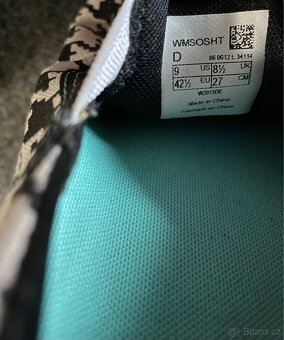 WMSOSHT
D 86 0612 L 34114
9 US 8½ UK
42½ EU 27 CM
W2015DE
Made in China
Fabriqué en Chine
© Bazos.cz